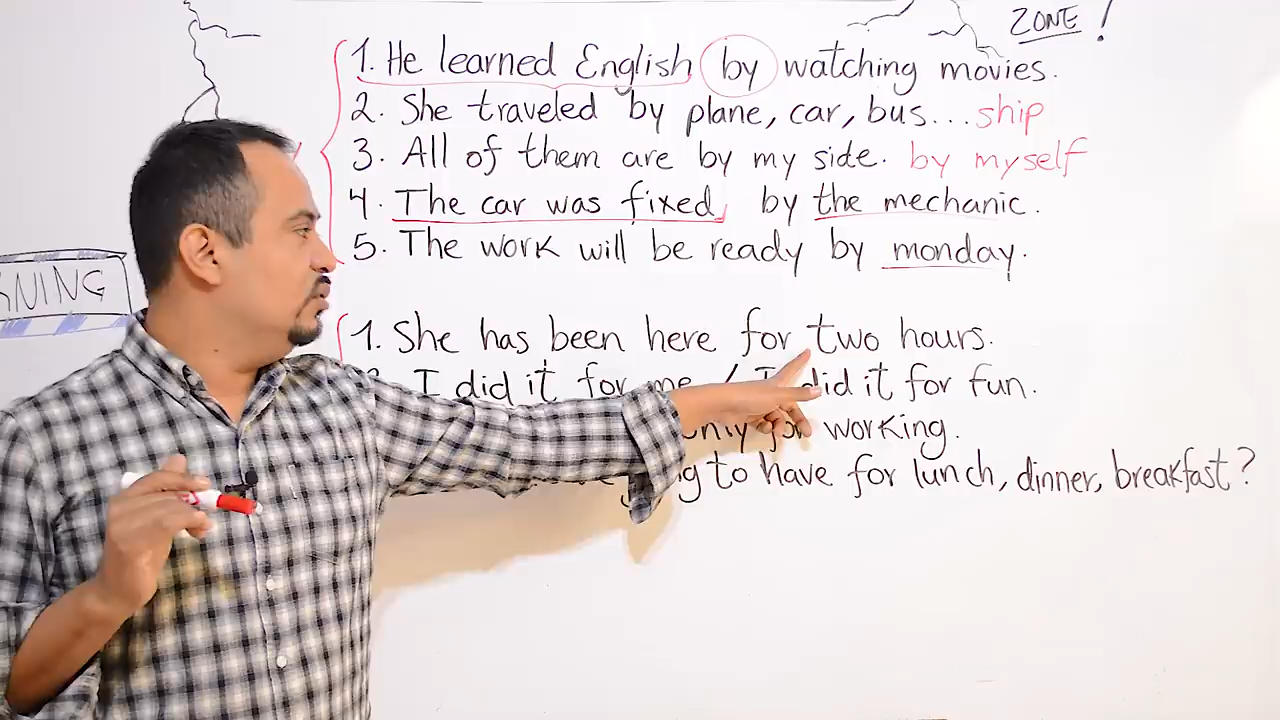 ZONE!
1. He learned English by watching movies.
2. She traveled by plane, car, bus... ship
3. All of them are by my side. by myself
4. The car was fixed by the mechanic.
5. The work will be ready by monday.
NING
1. She has been here for two hours.
I did it for me / I did it for fun.
for working.
to have for lunch, dinner, breakfast?